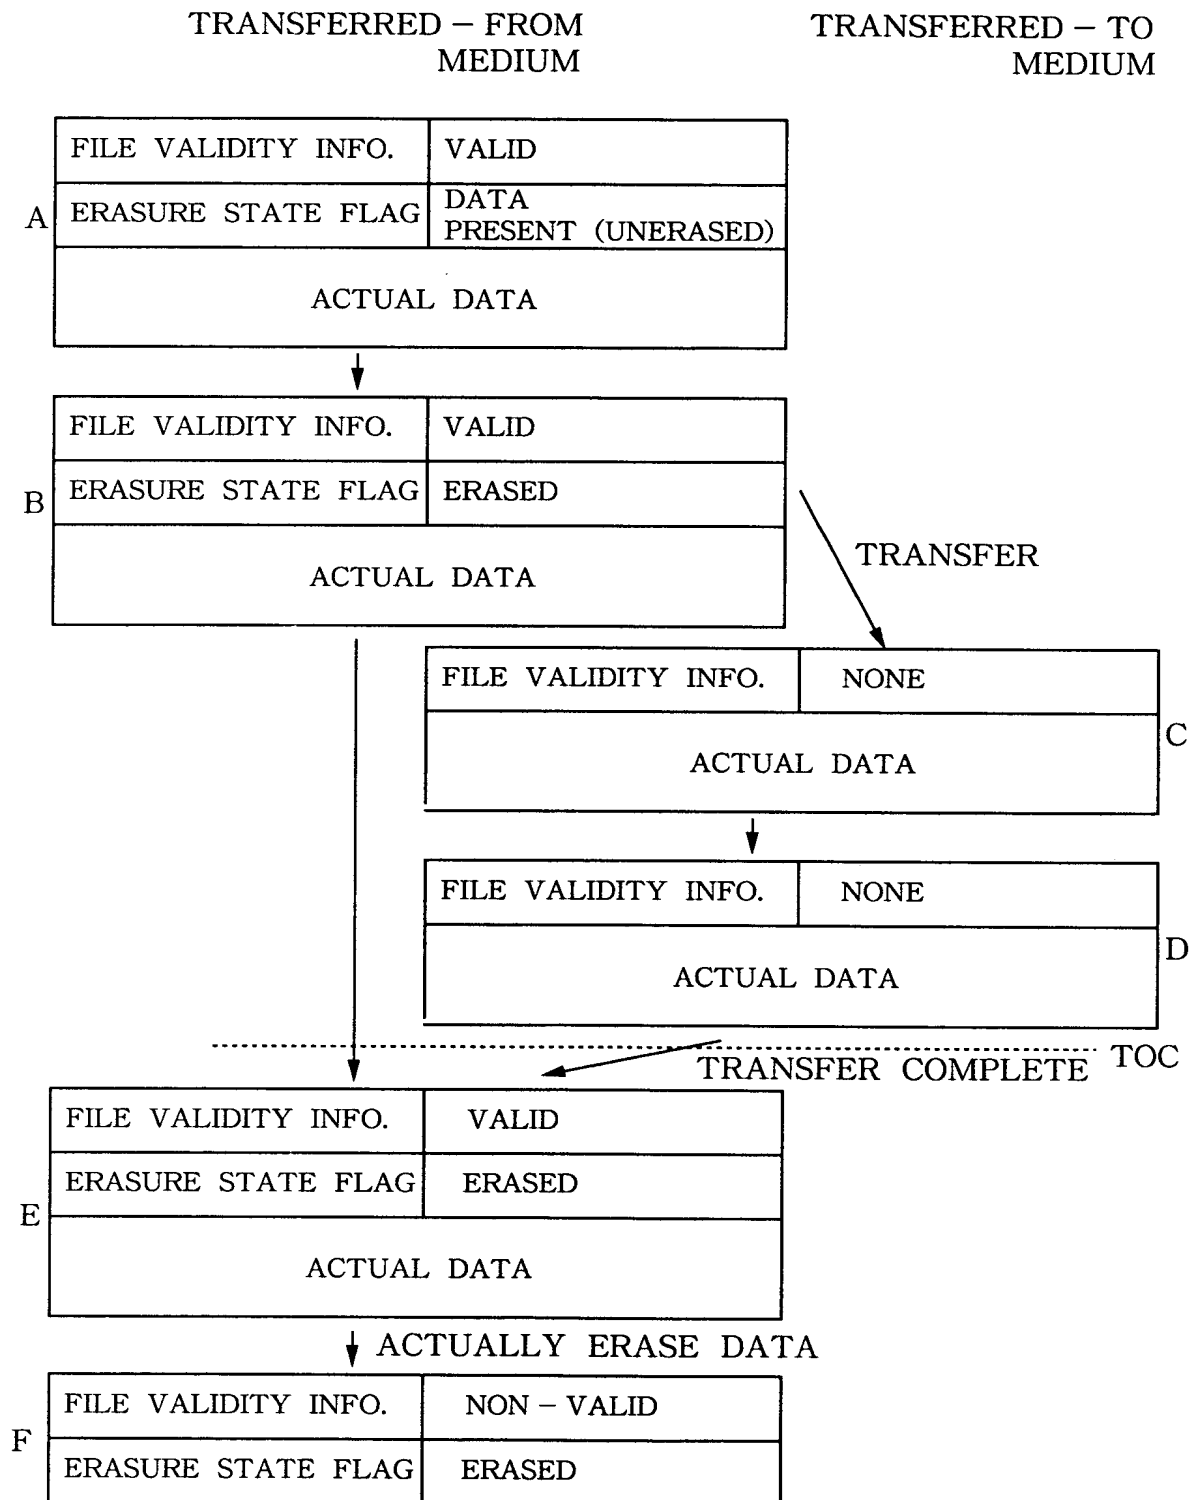 TRANSFERRED – FROM
MEDIUM
TRANSFERRED – TO
MEDIUM
A
FILE VALIDITY INFO.
VALID
ERASURE STATE FLAG
DATA
PRESENT (UNERASED)
ACTUAL DATA
B
FILE VALIDITY INFO.
VALID
ERASURE STATE FLAG
ERASED
ACTUAL DATA
TRANSFER
FILE VALIDITY INFO.
NONE
ACTUAL DATA
C
FILE VALIDITY INFO.
NONE
ACTUAL DATA
D
TOC
TRANSFER COMPLETE
E
FILE VALIDITY INFO.
VALID
ERASURE STATE FLAG
ERASED
ACTUAL DATA
ACTUALLY ERASE DATA
F
FILE VALIDITY INFO.
NON – VALID
ERASURE STATE FLAG
ERASED